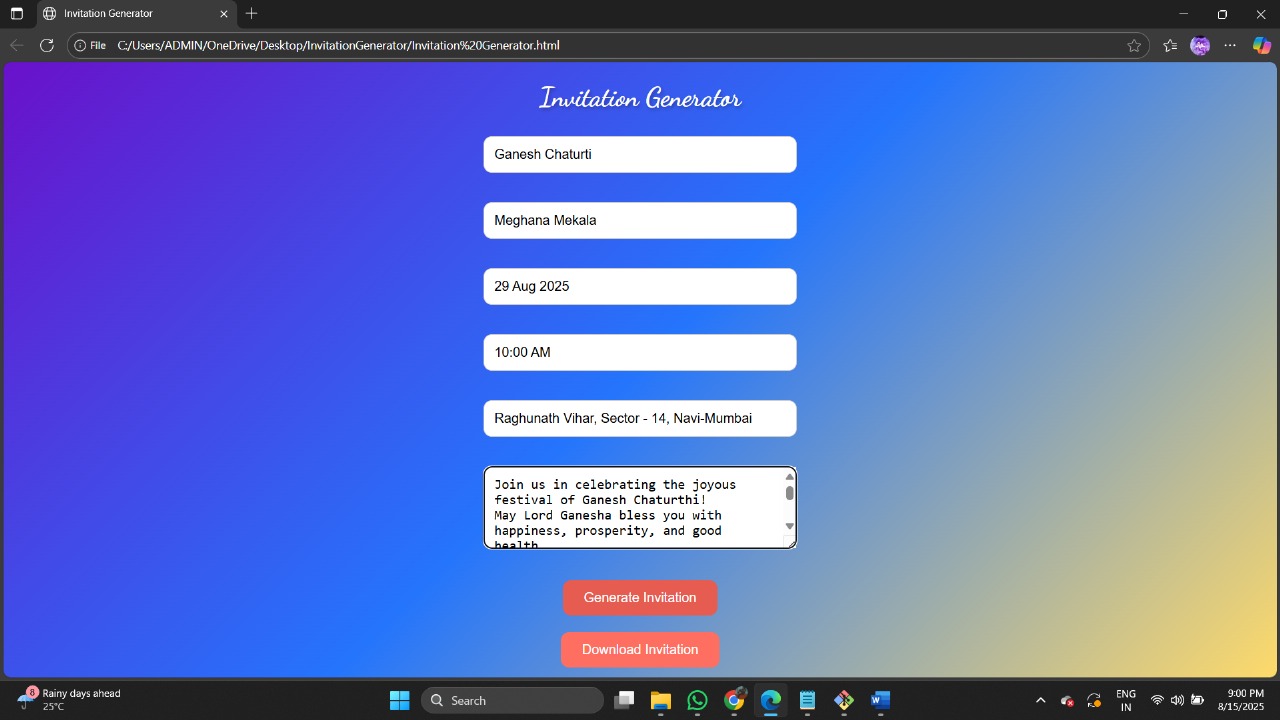 Invitation Generator
File
C:/Users/ADMIN/OneDrive/Desktop/InvitationGenerator/Invitation%20Generator.html
Invitation Generator
Ganesh Chaturti
Meghana Mekala
29 Aug 2025
10:00 AM
Raghunath Vihar, Sector - 14, Navi-Mumbai
Join us in celebrating the joyous
festival of Ganesh Chaturthi!
May Lord Ganesha bless you with
happiness, prosperity, and good
health
Generate Invitation
Download Invitation
8
Rainy days ahead
25°C
Search
ENG
IN
9:00 PM
8/15/2025